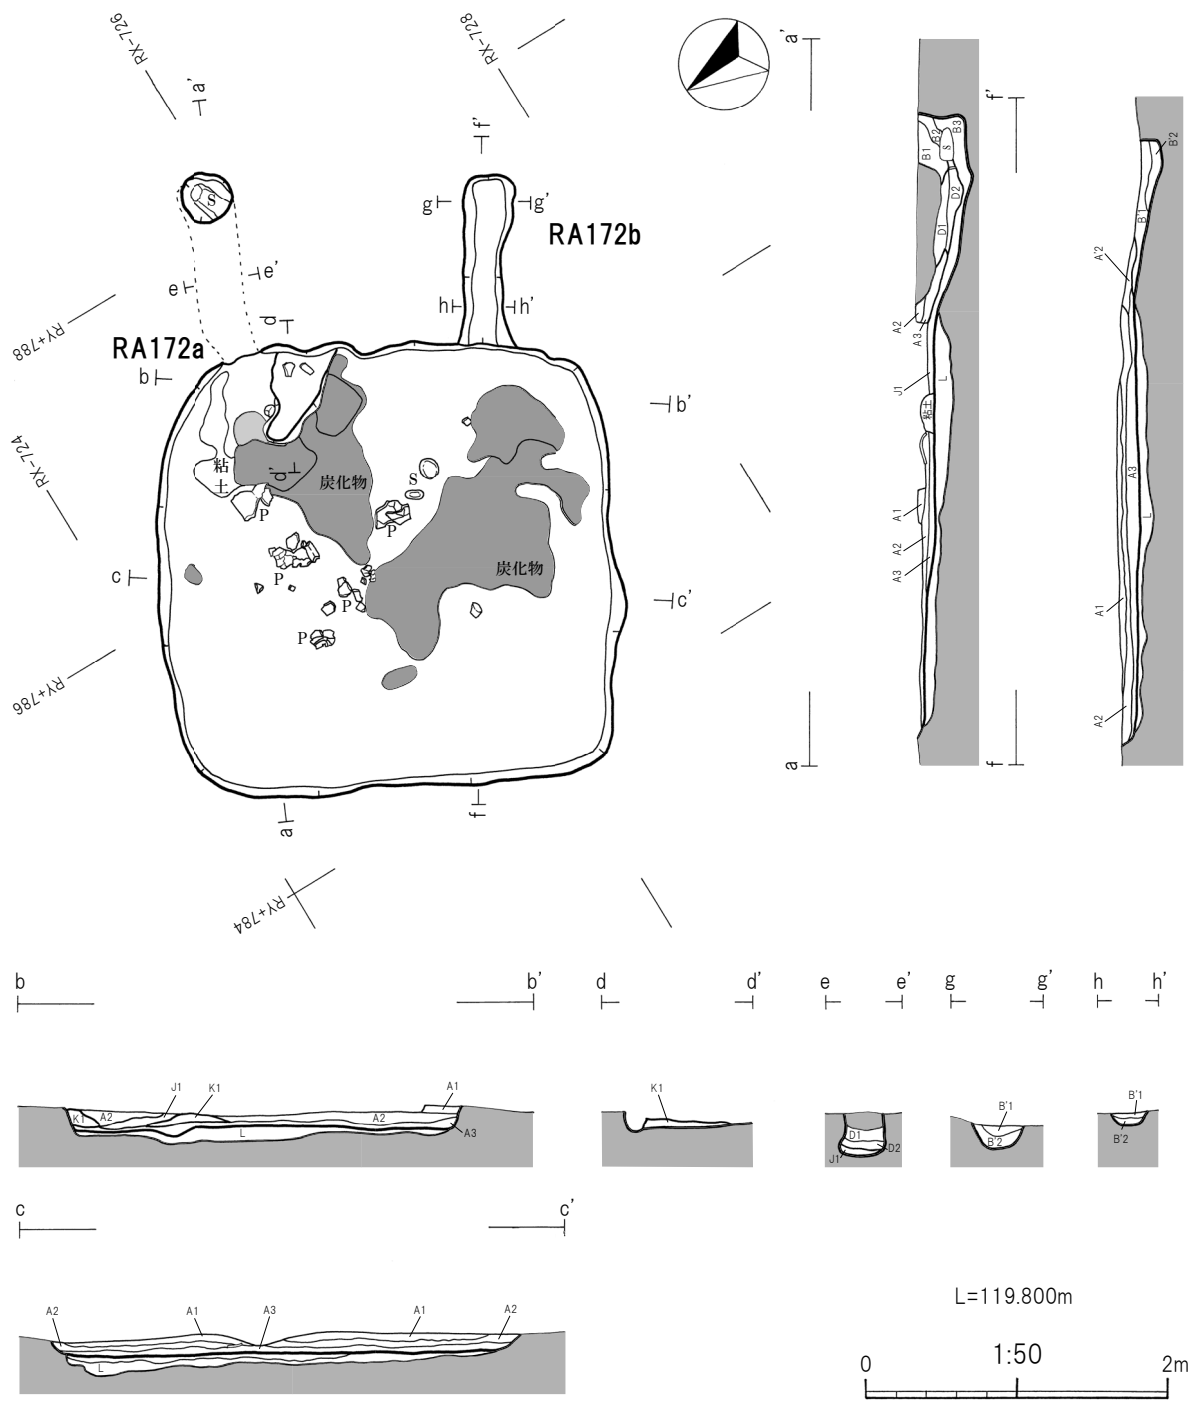 RX-726
RX-728
a'
f'
S
g
g'
RA172b
e
e'
h
h'
d
RY+788
RA172a
b
b'
RX-724
粘土
d'
炭化物
S
P
P
炭化物
P
c
c'
P
P
RY+786
a
f
RY+784
a'
B1
B2
B3
S
D2
D1
A2
A3
J1
L
粘土
A1
A2
A3
a
f'
B'2
B'1
A'2
A3
L
A1
A2
f
b
b'
J1
K1
A1
K1
A2
A2
L
A3
d
d'
K1
e
e'
D1
D2
J1
g
g'
B'1
B'2
h
h'
B'1
B'2
c
c'
A2
A1
A3
A1
A2
L
L=119.800m
1:50
0
2m